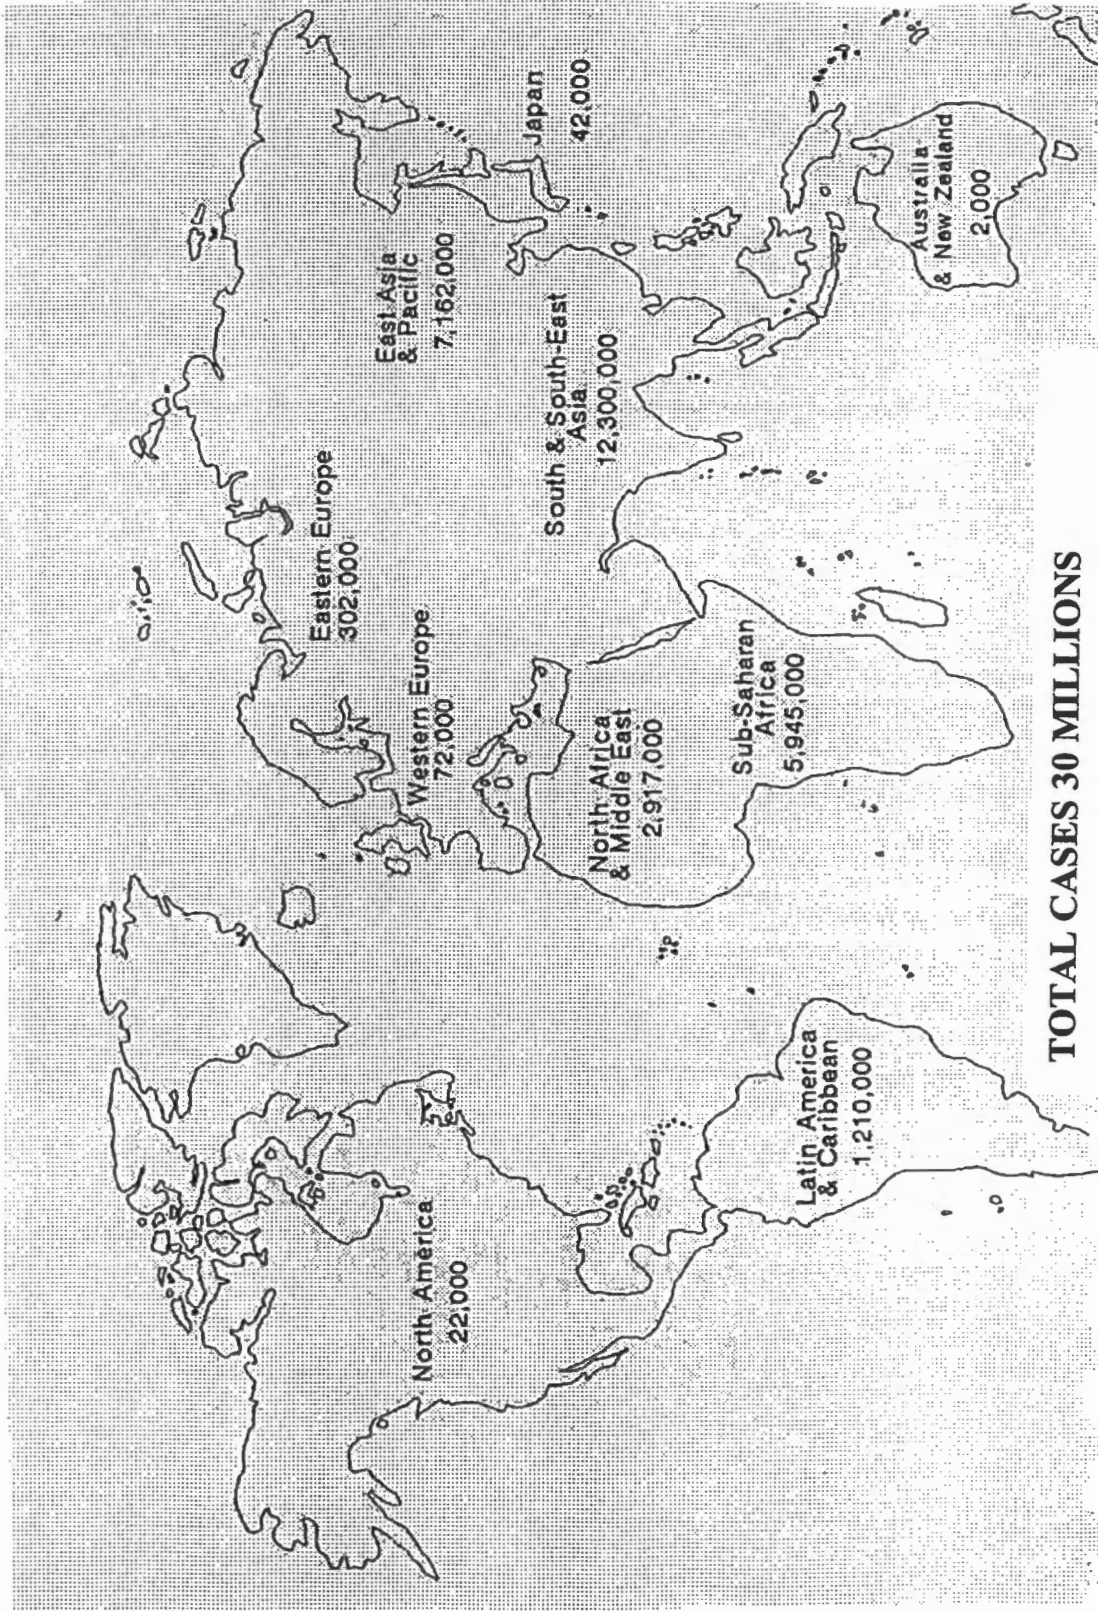 North America
22,000
Latin America
& Caribbean
1,210,000
Western Europe
72,000
Eastern Europe
302,000
North Africa
& Middle East
2,917,000
Sub-Saharan
Africa
5,945,000
East Asia
& Pacific
7,162,000
South & South-East
Asia
12,300,000
Japan
42,000
Australia
& New Zealand
2,000
TOTAL CASES 30 MILLIONS